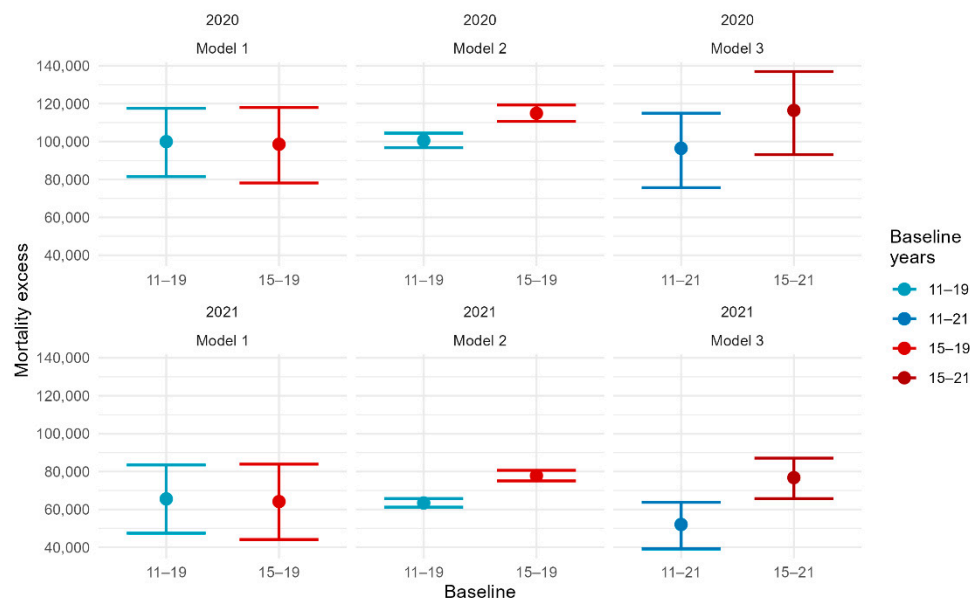 2020 2020 2020
Model 1 Model 2 Model 3
140,000
120,000
100,000
80,000
60,000
40,000
11–19 15–19 11–19 15–19 11–21 15–21
2021 2021 2021
Model 1 Model 2 Model 3
140,000
120,000
100,000
80,000
60,000
40,000
11–19 15–19 11–19 15–19 11–21 15–21
Mortality excess
Baseline
Baseline
years
11–19
11–21
15–19
15–21